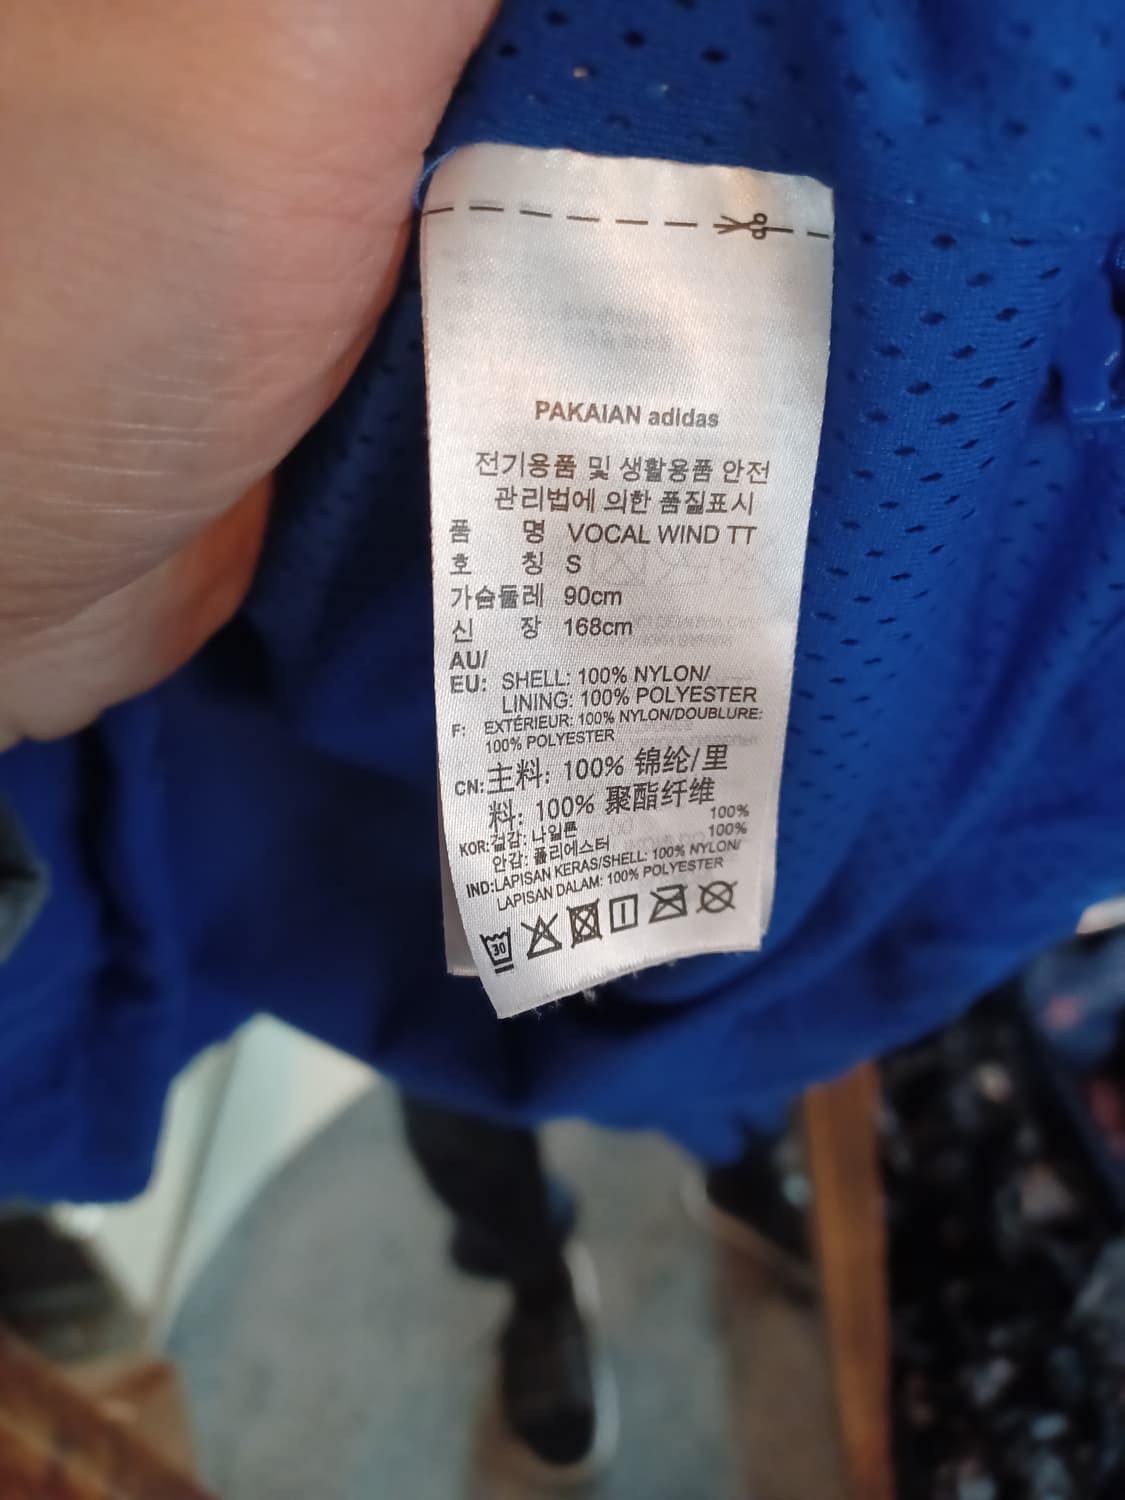 PAKAIAN adidas
전기용품 및 생활용품 안전
관리법에 의한 품질표시
품 명 VOCAL WIND TT
호 칭 S
가슴둘레 90cm
신 장 168cm
AU/
EU: SHELL: 100% NYLON/
LINING: 100% POLYESTER
F: EXTÉRIEUR: 100% NYLON/DOUBLURE:
100% POLYESTER
CN: 主料: 100% 锦纶/里
料: 100% 聚酯纤维
KOR: 겉감: 나일론 100%
안감: 폴리에스터 100%
IND: LAPISAN KERAS/SHELL: 100% NYLON/
LAPISAN DALAM: 100% POLYESTER
30